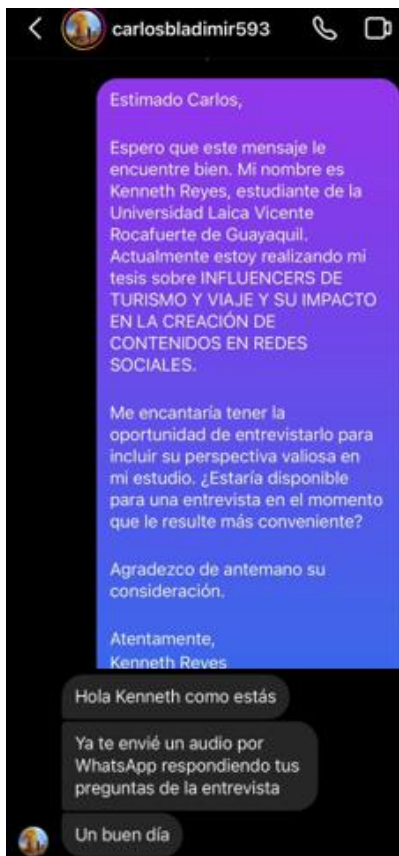 carlosbladimir593
Estimado Carlos,
Espero que este mensaje le
encuentre bien. Mi nombre es
Kenneth Reyes, estudiante de la
Universidad Laica Vicente
Rocafuerte de Guayaquil.
Actualmente estoy realizando mi
tesis sobre INFLUENCERS DE
TURISMO Y VIAJE Y SU IMPACTO
EN LA CREACIÓN DE
CONTENIDOS EN REDES
SOCIALES.
Me encantaría tener la
oportunidad de entrevistarlo para
incluir su perspectiva valiosa en
mi estudio. ¿Estaría disponible
para una entrevista en el momento
que le resulte más conveniente?
Agradezco de antemano su
consideración.
Atentamente,
Kenneth Reyes
Hola Kenneth como estás
Ya te envié un audio por
WhatsApp respondiendo tus
preguntas de la entrevista
Un buen día